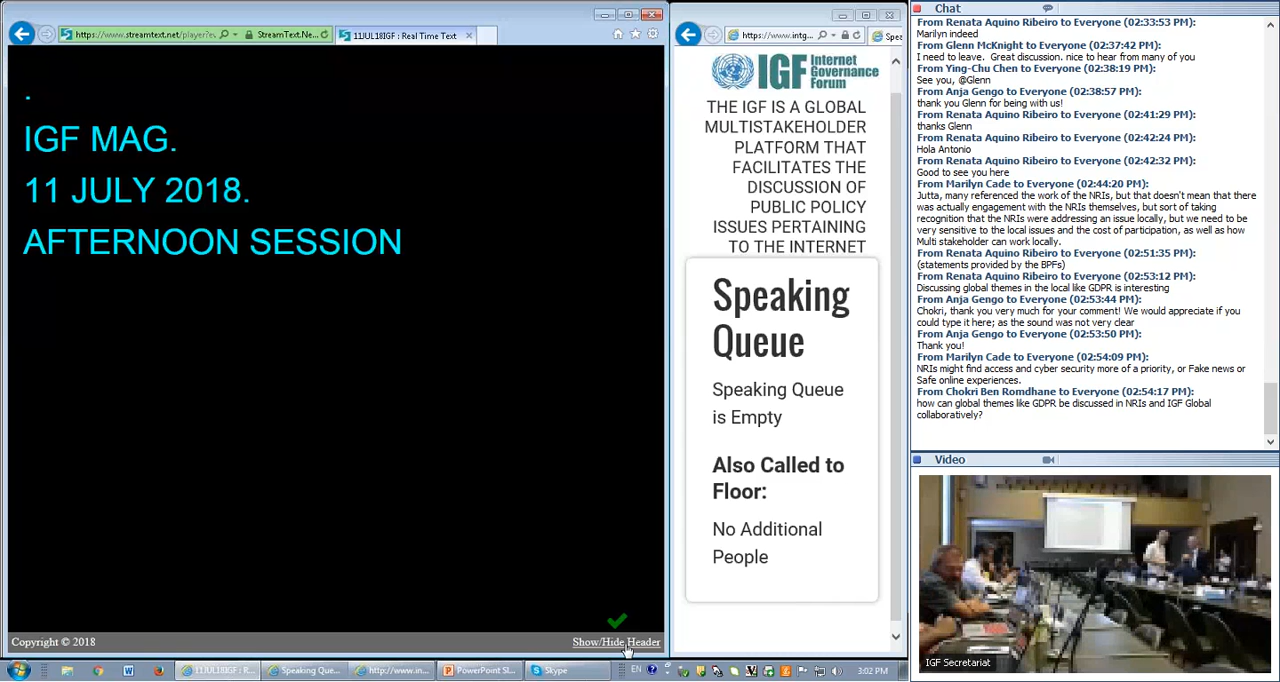 https://www.streamtext.net/player?ev
StreamText.Ne...
11JUL18IGF : Real Time Text
.
IGF MAG.
11 JULY 2018.
AFTERNOON SESSION
Copyright © 2018
Show/Hide Header
https://www.intg
Spe
IGF Internet
Governance
Forum
THE IGF IS A GLOBAL
MULTISTAKEHOLDER
PLATFORM THAT
FACILITATES THE
DISCUSSION OF
PUBLIC POLICY
ISSUES PERTAINING
TO THE INTERNET
Speaking
Queue
Speaking Queue
is Empty
Also Called to
Floor:
No Additional
People
Chat
From Renata Aquino Ribeiro to Everyone (02:33:53 PM):
Marilyn indeed
From Glenn McKnight to Everyone (02:37:42 PM):
I need to leave. Great discussion. nice to hear from many of you
From Ying-Chu Chen to Everyone (02:38:19 PM):
See you, @Glenn
From Anja Gengo to Everyone (02:38:57 PM):
thank you Glenn for being with us!
From Renata Aquino Ribeiro to Everyone (02:41:29 PM):
thanks Glenn
From Renata Aquino Ribeiro to Everyone (02:42:24 PM):
Hola Antonio
From Renata Aquino Ribeiro to Everyone (02:42:32 PM):
Good to see you here
From Marilyn Cade to Everyone (02:44:20 PM):
Jutta, many referenced the work of the NRIs, but that doesn't mean that there
was actually engagement with the NRIs themselves, but sort of taking
recognition that the NRIs were addressing an issue locally, but we need to be
very sensitive to the local issues and the cost of participation, as well as how
Multi stakeholder can work locally.
From Renata Aquino Ribeiro to Everyone (02:51:35 PM):
(statements provided by the BPFs)
From Renata Aquino Ribeiro to Everyone (02:53:12 PM):
Discussing global themes in the local like GDPR is interesting
From Anja Gengo to Everyone (02:53:44 PM):
Chokri, thank you very much for your comment! We would appreciate if you
could type it here; as the sound was not very clear
From Anja Gengo to Everyone (02:53:50 PM):
Thank you!
From Marilyn Cade to Everyone (02:54:09 PM):
NRIs might find access and cyber security more of a priority, or Fake news or
Safe online experiences.
From Chokri Ben Romdhane to Everyone (02:54:17 PM):
how can global themes like GDPR be discussed in NRIs and IGF Global
collaboratively?
Video
IGF Secretariat
11JUL18IGF : R...
Speaking Que...
http://www.in...
PowerPoint Sl...
Skype
EN
3:02 PM